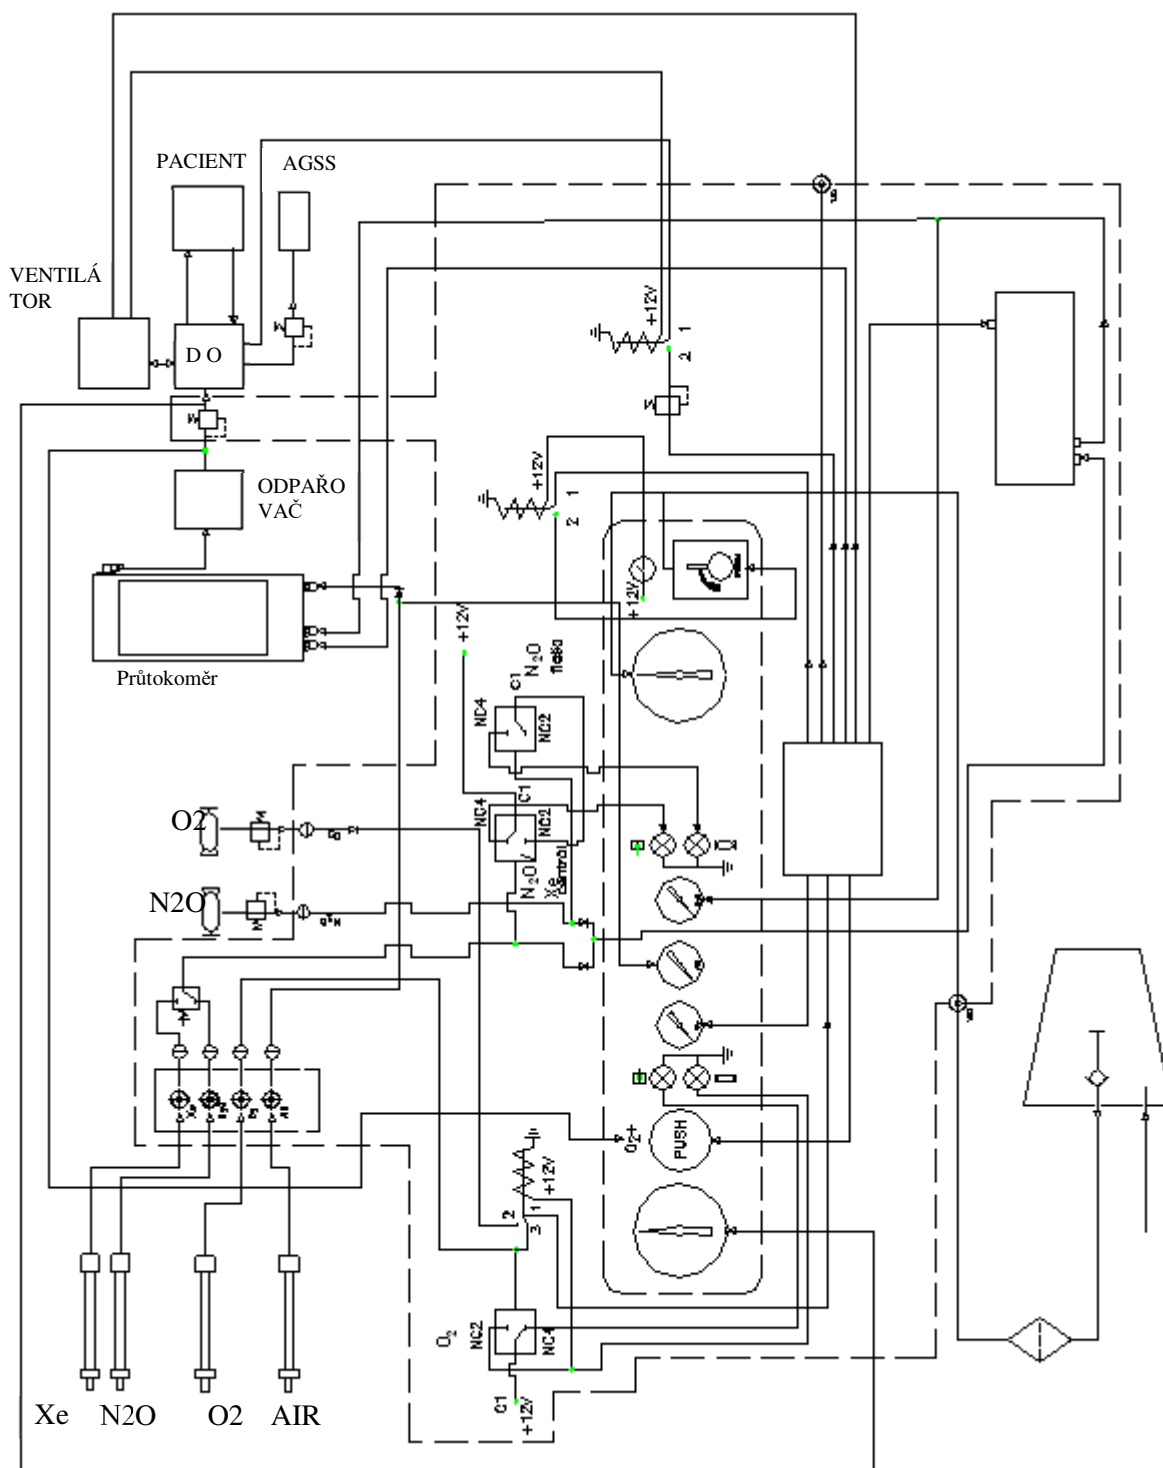 PACIENT
AGSS
VENTILÁ
TOR
D O
+12V
1
2
ODPAŘO
VAČ
+12V
1
2
+12V
Průtokoměr
+12V
N₂O
flaša
C1
NC4
NC2
C1
NC4
NC2
N₂O
Xe
centrál
O2
N2O
O₂+
PUSH
+12V
2
1
3
O₂
NC2
NC4
C1
+12V
Xe
N2O
O2
AIR